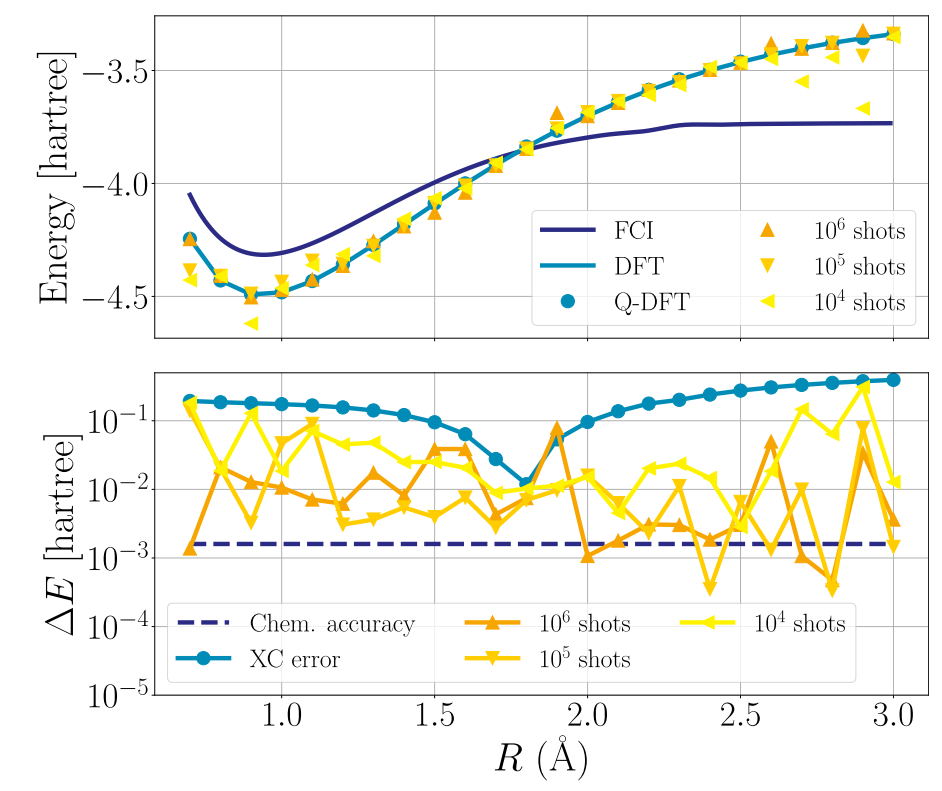 Energy [hartree]
−3.5
−4.0
−4.5
FCI
DFT
Q-DFT
10⁶ shots
10⁵ shots
10⁴ shots
ΔE [hartree]
10⁻¹
10⁻²
10⁻³
10⁻⁴
10⁻⁵
Chem. accuracy
XC error
10⁶ shots
10⁵ shots
10⁴ shots
1.0 1.5 2.0 2.5 3.0
R (Å)